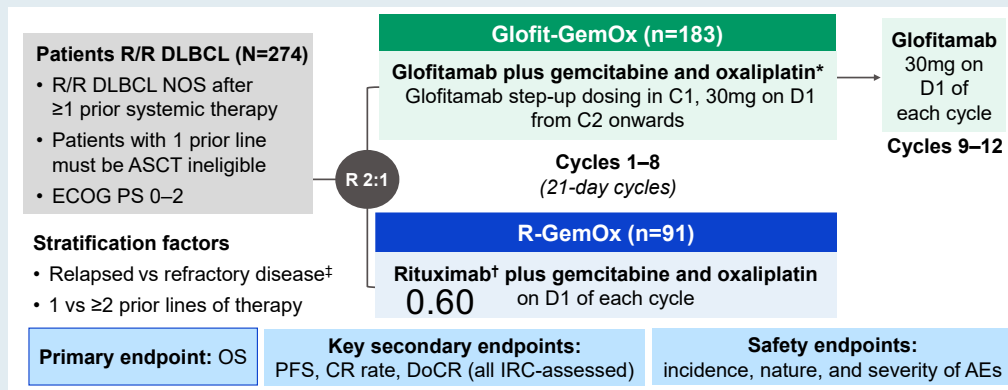 Patients R/R DLBCL (N=274)
• R/R DLBCL NOS after
≥1 prior systemic therapy
• Patients with 1 prior line
must be ASCT ineligible
• ECOG PS 0–2
Stratification factors
• Relapsed vs refractory disease‡
• 1 vs ≥2 prior lines of therapy
R 2:1
Glofit-GemOx (n=183)
Glofitamab plus gemcitabine and oxaliplatin*
Glofitamab step-up dosing in C1, 30mg on D1
from C2 onwards
Cycles 1–8
(21-day cycles)
R-GemOx (n=91)
Rituximab† plus gemcitabine and oxaliplatin
0.60 on D1 of each cycle
Glofitamab
30mg on
D1 of
each cycle
Cycles 9–12
Primary endpoint: OS
Key secondary endpoints:
PFS, CR rate, DoCR (all IRC-assessed)
Safety endpoints:
incidence, nature, and severity of AEs